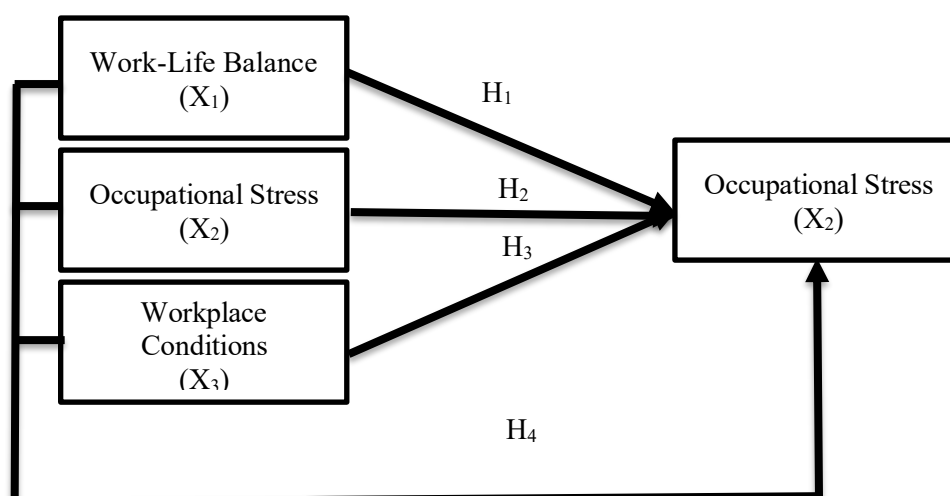 Work-Life Balance
(X₁)
H₁
Occupational Stress
(X₂)
H₂
Occupational Stress
(X₂)
H₃
Workplace
Conditions
(X₃)
H₄